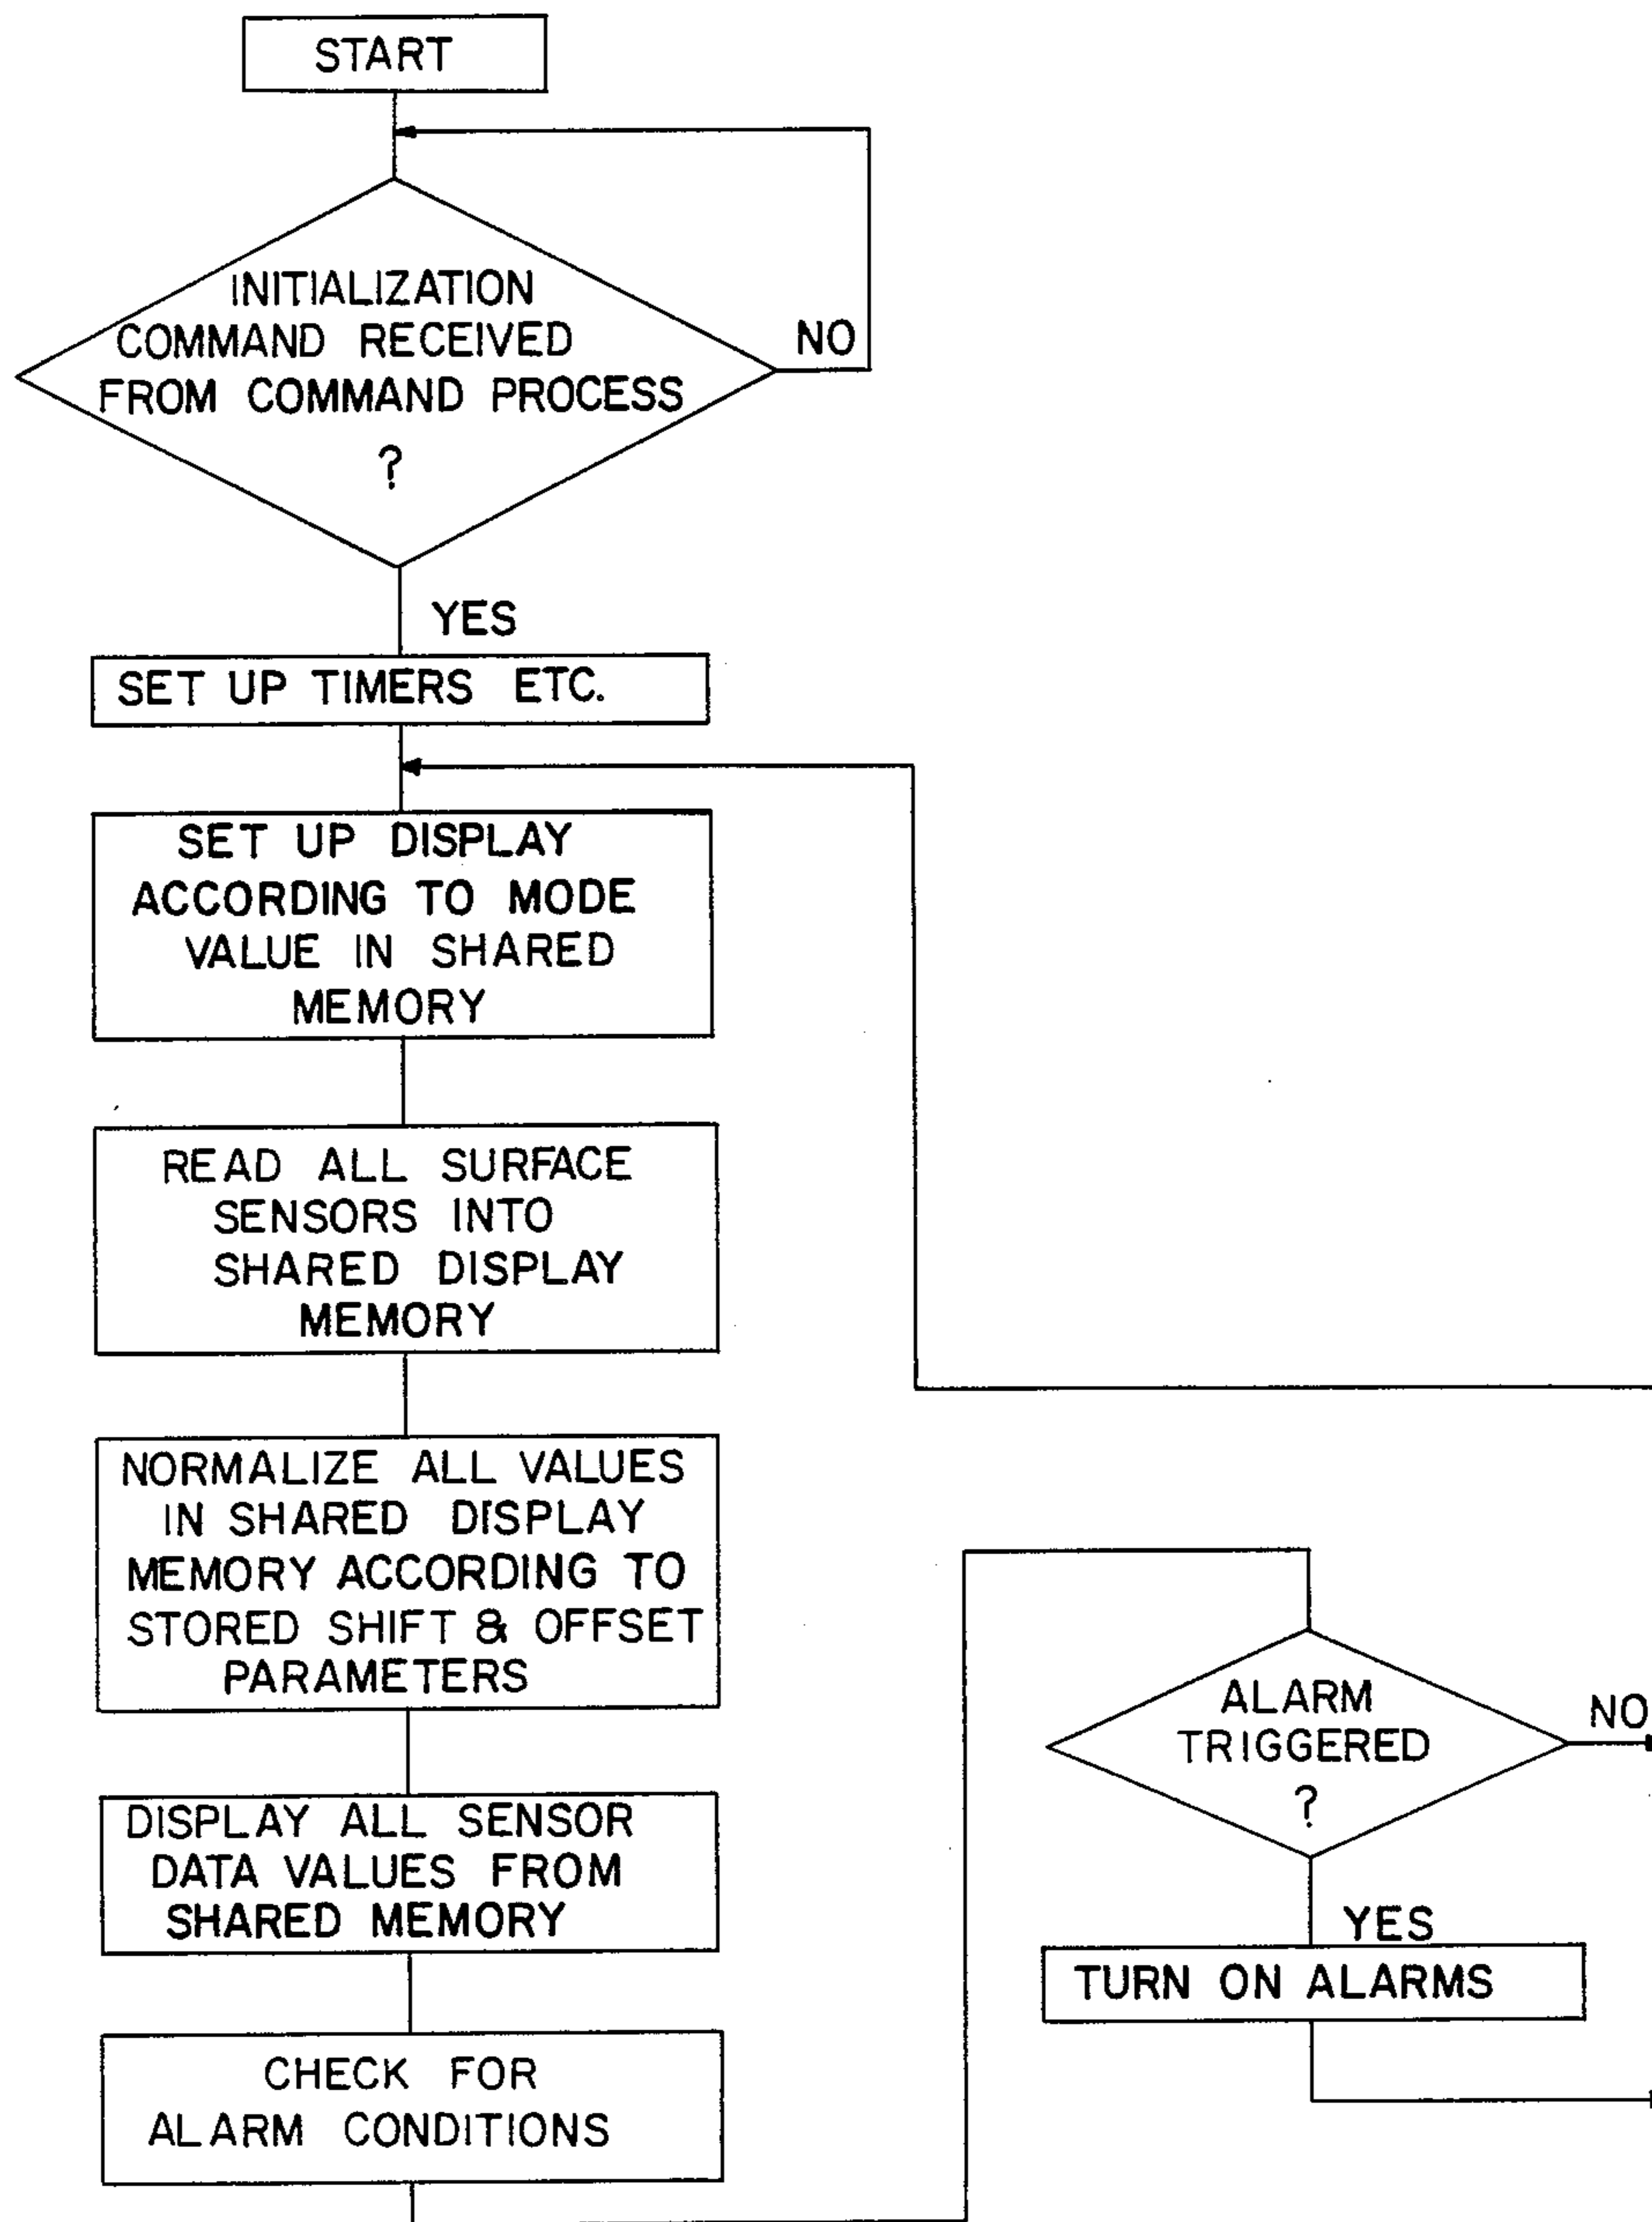 START
INITIALIZATION
COMMAND RECEIVED
FROM COMMAND PROCESS
?
NO
YES
SET UP TIMERS ETC.
SET UP DISPLAY
ACCORDING TO MODE
VALUE IN SHARED
MEMORY
READ ALL SURFACE
SENSORS INTO
SHARED DISPLAY
MEMORY
NORMALIZE ALL VALUES
IN SHARED DISPLAY
MEMORY ACCORDING TO
STORED SHIFT & OFFSET
PARAMETERS
DISPLAY ALL SENSOR
DATA VALUES FROM
SHARED MEMORY
CHECK FOR
ALARM CONDITIONS
ALARM
TRIGGERED
?
NO
YES
TURN ON ALARMS